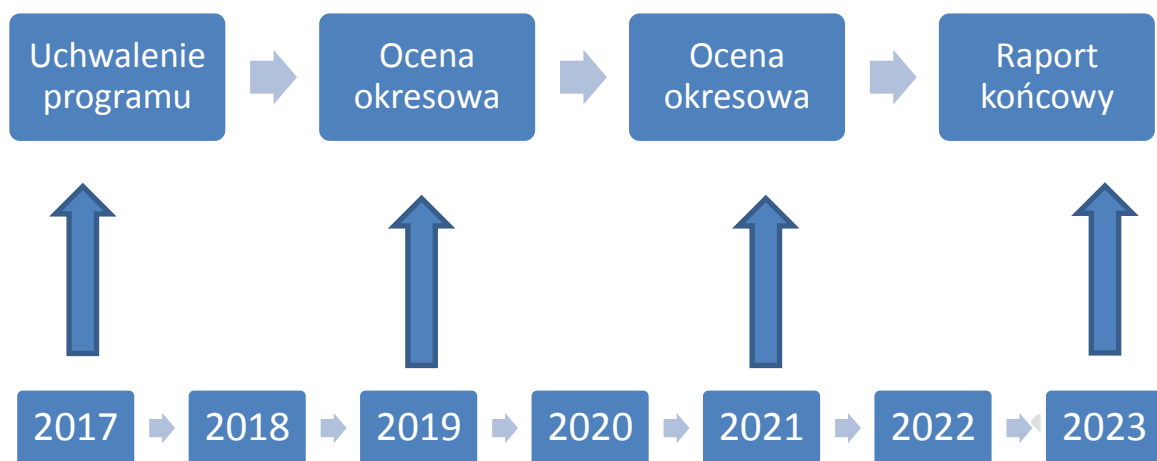 Uchwalenie
programu
Ocena
okresowa
Ocena
okresowa
Raport
końcowy
2017
2018
2019
2020
2021
2022
2023